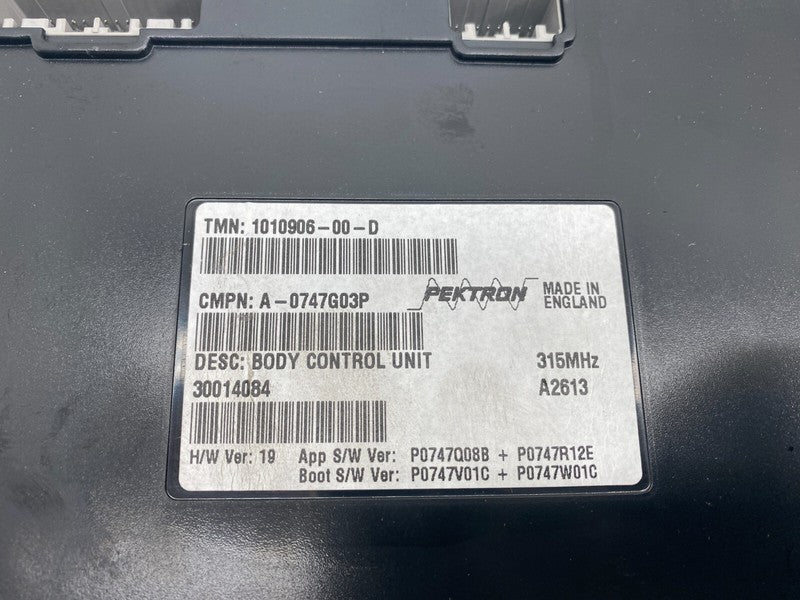 TMN: 1010906-00-D
CMPN: A-0747G03P
PEKTRON
MADE IN
ENGLAND
DESC: BODY CONTROL UNIT 315MHz
30014084 A2613
H/W Ver: 19 App S/W Ver: P0747Q08B + P0747R12E
Boot S/W Ver: P0747V01C + P0747W01C